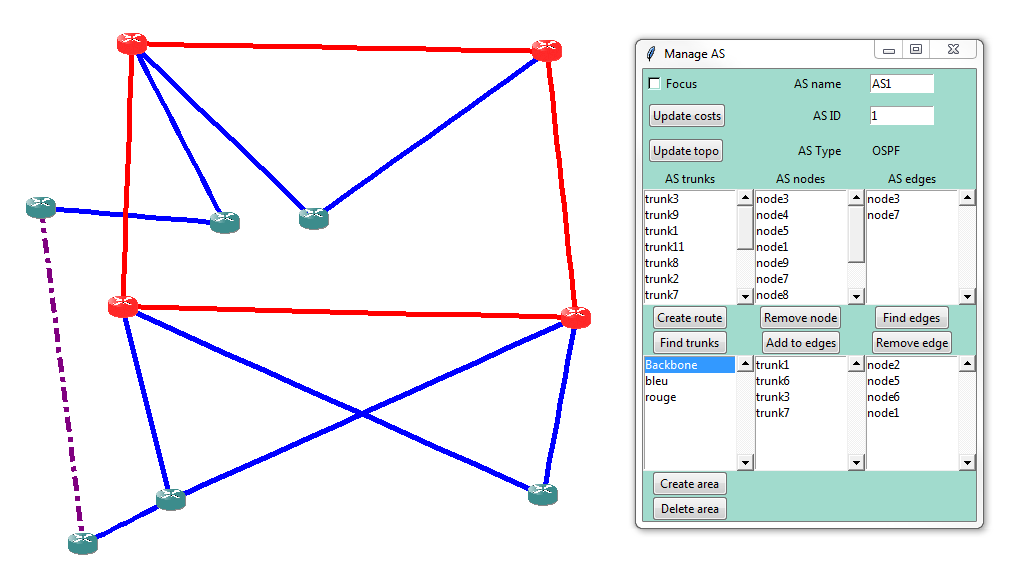 Manage AS
Focus AS name AS1
Update costs AS ID 1
Update topo AS Type OSPF
AS trunks AS nodes AS edges
trunk3 node3 node3
trunk9 node4 node7
trunk1 node5
trunk11 node1
trunk8 node9
trunk2 node7
trunk7 node8
Create route Remove node Find edges
Find trunks Add to edges Remove edge
Backbone trunk1 node2
bleu trunk6 node5
rouge trunk3 node6
trunk7 node1
Create area
Delete area